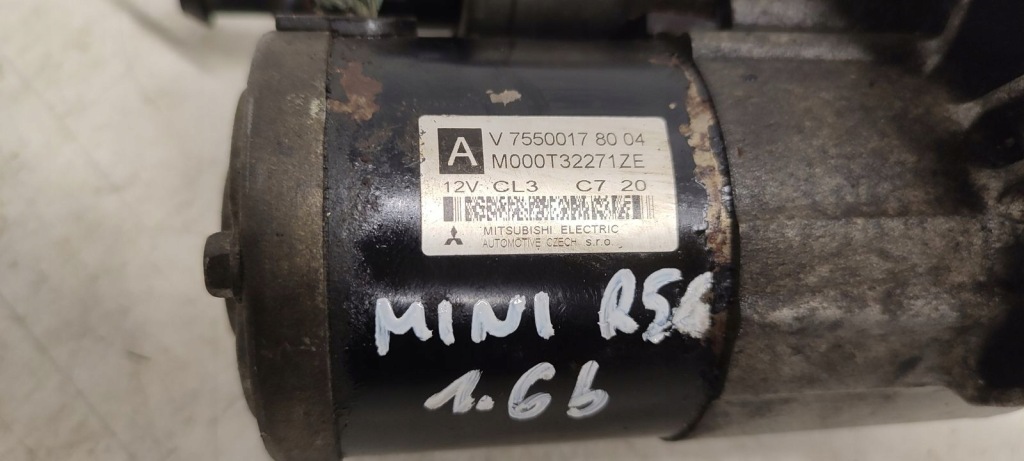 A V 7550017 80 04
M000T32271ZE
12V CL3 C7 20
MITSUBISHI ELECTRIC
AUTOMOTIVE CZECH s.r.o.
MINI R56
1.6b